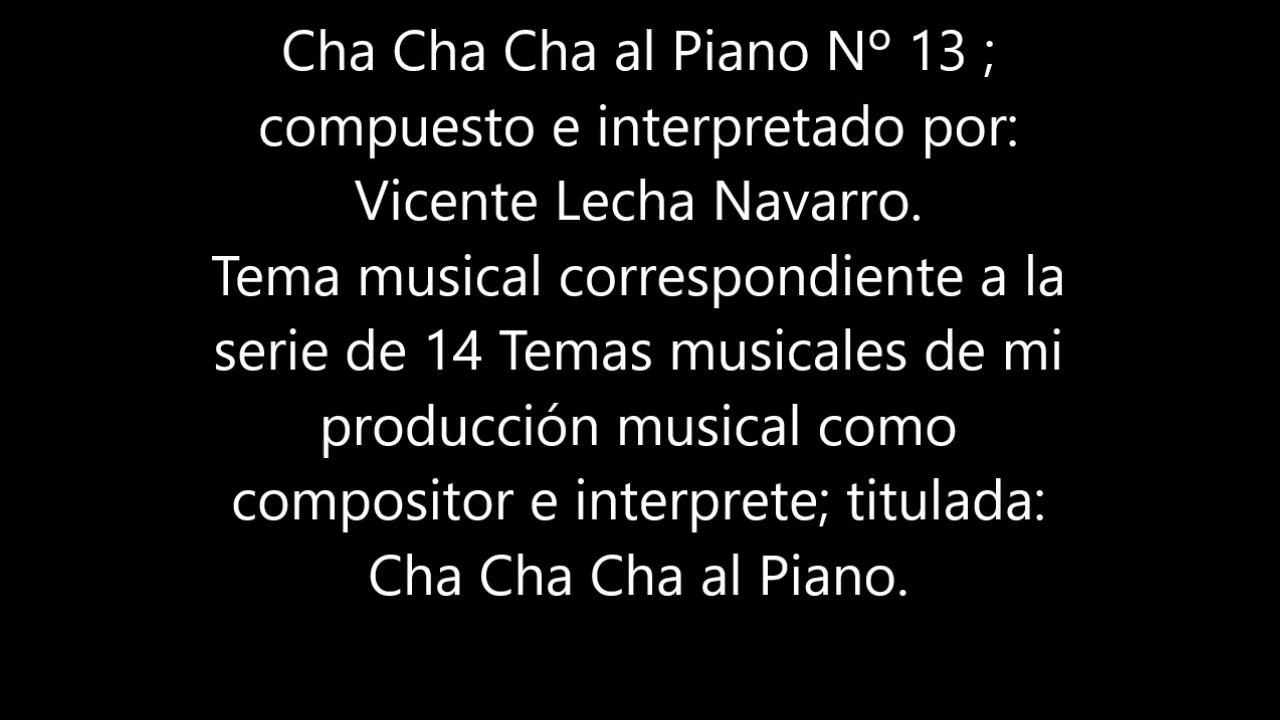 Cha Cha Cha al Piano Nº 13 ;
compuesto e interpretado por:
Vicente Lecha Navarro.
Tema musical correspondiente a la
serie de 14 Temas musicales de mi
producción musical como
compositor e interprete; titulada:
Cha Cha Cha al Piano.